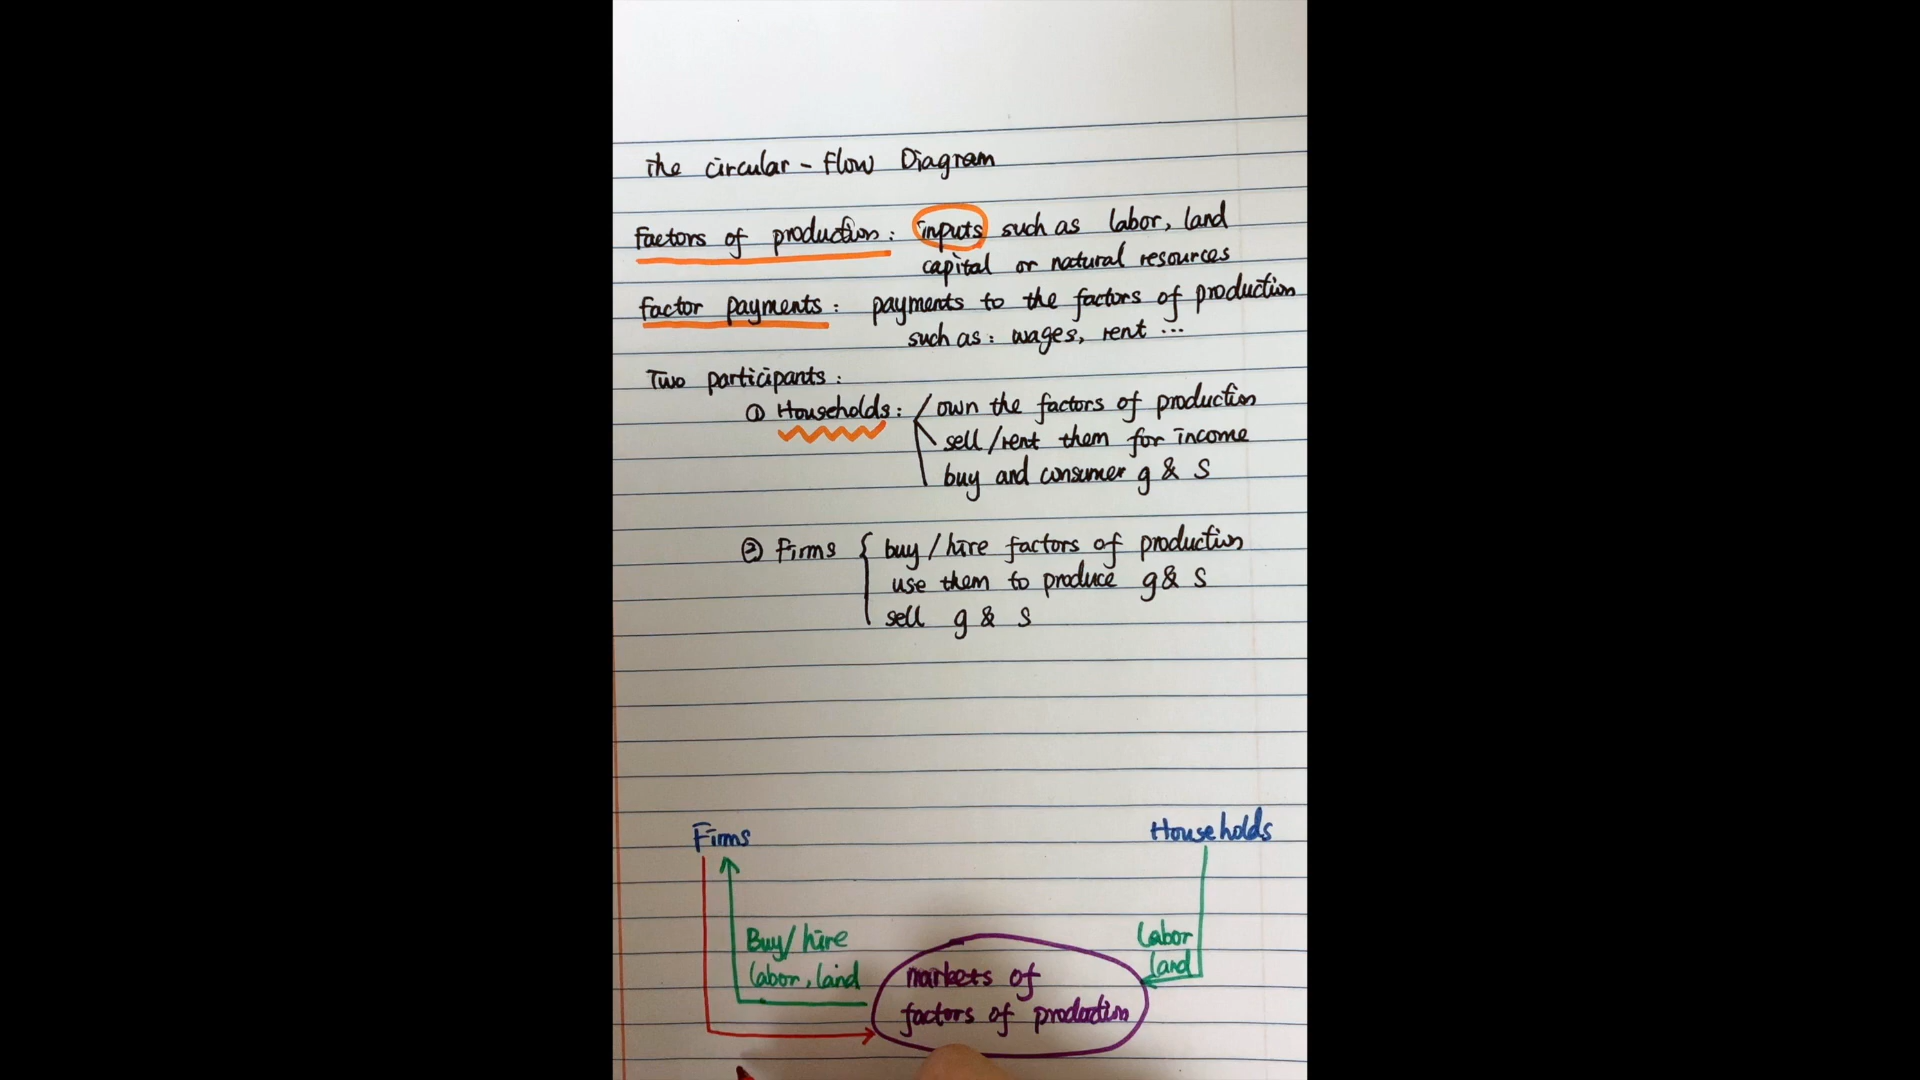 The circular-Flow Diagram
Factors of production: inputs such as labor, land
capital or natural resources
factor payments: payments to the factors of production
such as: wages, rent ...
Two participants:
① Households: own the factors of production
sell/rent them for income
buy and consumer g & s
② Firms { buy/hire factors of production
use them to produce g & s
sell g & s
Firms
Households
Buy/hire
labor, land
markets of
factors of production
Labor
Land